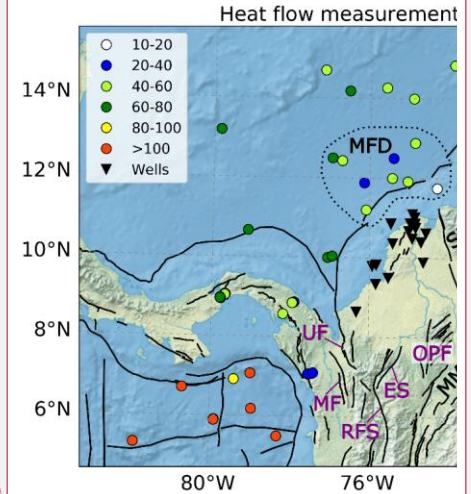 Heat flow measurement
10-20
20-40
40-60
60-80
80-100
>100
Wells
14°N
12°N
10°N
8°N
6°N
MFD
UF
OPF
MF
ES
RFS
80°W
76°W